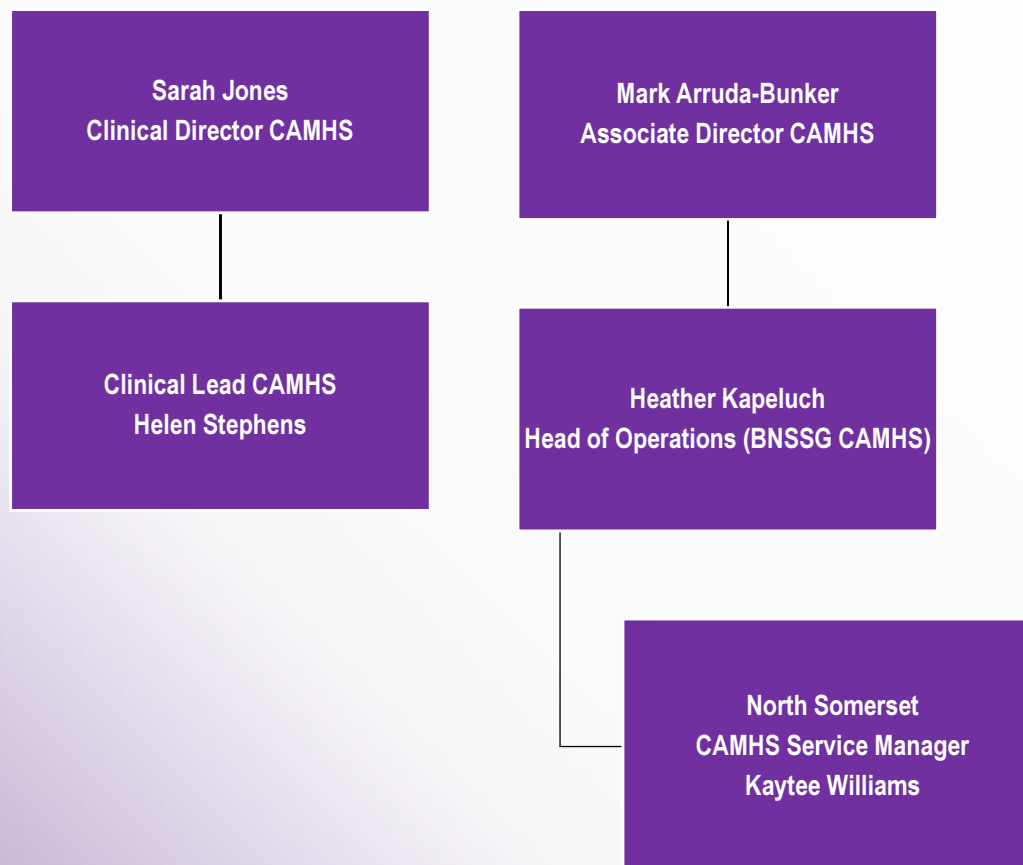 Sarah Jones
Clinical Director CAMHS
Mark Arruda-Bunker
Associate Director CAMHS
Clinical Lead CAMHS
Helen Stephens
Heather Kapeluch
Head of Operations (BNSSG CAMHS)
North Somerset
CAMHS Service Manager
Kaytee Williams